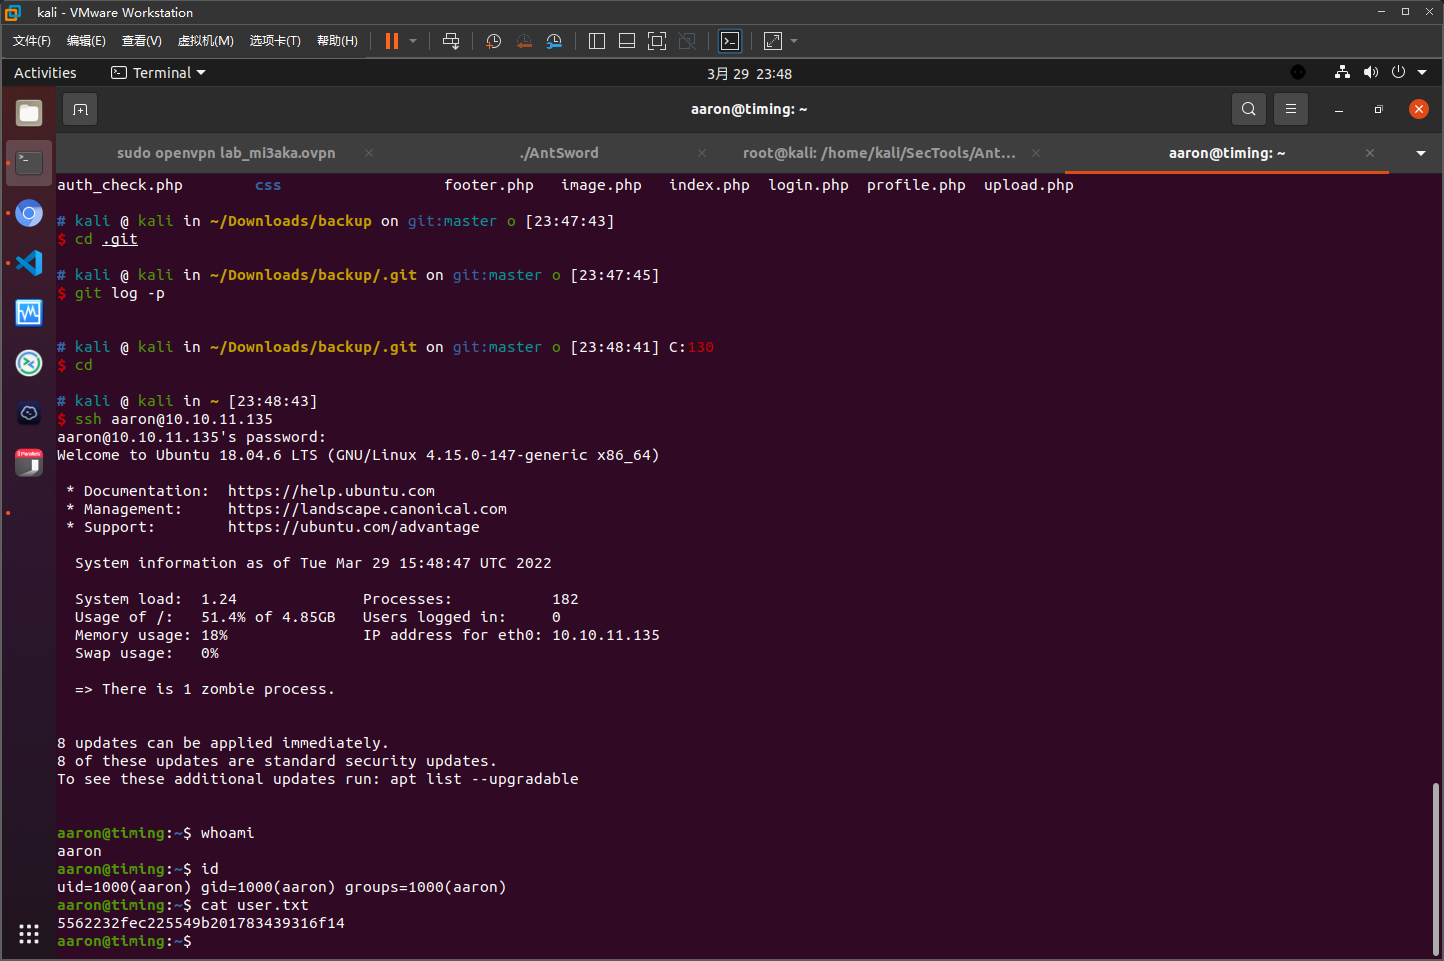 kali - VMware Workstation
文件(F) 编辑(E) 查看(V) 虚拟机(M) 选项卡(T) 帮助(H)
Activities Terminal 3月 29 23:48
aaron@timing: ~
sudo openvpn lab_mi3aka.ovpn ./AntSword root@kali: /home/kali/SecTools/Ant... aaron@timing: ~
auth_check.php css footer.php image.php index.php login.php profile.php upload.php
# kali @ kali in ~/Downloads/backup on git:master o [23:47:43]
$ cd .git
# kali @ kali in ~/Downloads/backup/.git on git:master o [23:47:45]
$ git log -p
# kali @ kali in ~/Downloads/backup/.git on git:master o [23:48:41] C:130
$ cd
# kali @ kali in ~ [23:48:43]
$ ssh aaron@10.10.11.135
aaron@10.10.11.135's password:
Welcome to Ubuntu 18.04.6 LTS (GNU/Linux 4.15.0-147-generic x86_64)
* Documentation: https://help.ubuntu.com
* Management: https://landscape.canonical.com
* Support: https://ubuntu.com/advantage
System information as of Tue Mar 29 15:48:47 UTC 2022
System load: 1.24 Processes: 182
Usage of /: 51.4% of 4.85GB Users logged in: 0
Memory usage: 18% IP address for eth0: 10.10.11.135
Swap usage: 0%
=> There is 1 zombie process.
8 updates can be applied immediately.
8 of these updates are standard security updates.
To see these additional updates run: apt list --upgradable
aaron@timing:~$ whoami
aaron
aaron@timing:~$ id
uid=1000(aaron) gid=1000(aaron) groups=1000(aaron)
aaron@timing:~$ cat user.txt
5562232fec225549b201783439316f14
aaron@timing:~$